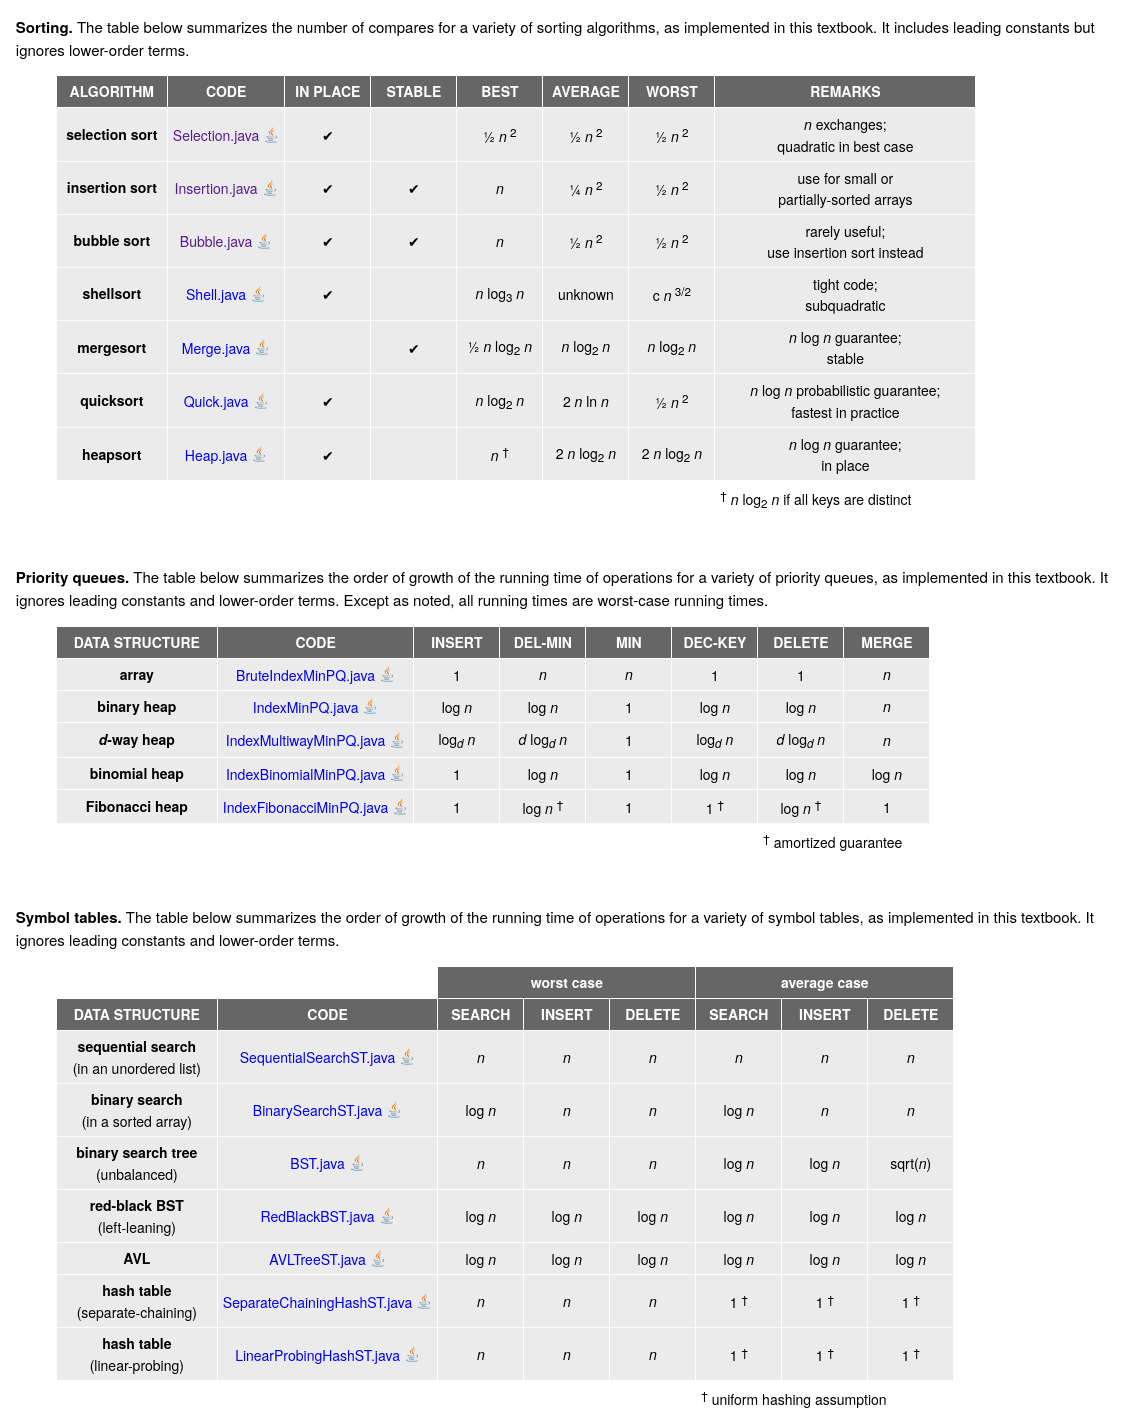 Sorting. The table below summarizes the number of compares for a variety of sorting algorithms, as implemented in this textbook. It includes leading constants but
ignores lower-order terms.
ALGORITHM CODE IN PLACE STABLE BEST AVERAGE WORST REMARKS
selection sort Selection.java ✔ ½ n ² ½ n ² ½ n ² n exchanges;
quadratic in best case
insertion sort Insertion.java ✔ ✔ n ¼ n ² ½ n ² use for small or
partially-sorted arrays
bubble sort Bubble.java ✔ ✔ n ½ n ² ½ n ² rarely useful;
use insertion sort instead
shellsort Shell.java ✔ n log₃ n unknown c n ³ᐟ² tight code;
subquadratic
mergesort Merge.java ✔ ½ n log₂ n n log₂ n n log₂ n n log n guarantee;
stable
quicksort Quick.java ✔ n log₂ n 2 n ln n ½ n ² n log n probabilistic guarantee;
fastest in practice
heapsort Heap.java ✔ n † 2 n log₂ n 2 n log₂ n n log n guarantee;
in place
† n log₂ n if all keys are distinct
Priority queues. The table below summarizes the order of growth of the running time of operations for a variety of priority queues, as implemented in this textbook. It
ignores leading constants and lower-order terms. Except as noted, all running times are worst-case running times.
DATA STRUCTURE CODE INSERT DEL-MIN MIN DEC-KEY DELETE MERGE
array BruteIndexMinPQ.java 1 n n 1 1 n
binary heap IndexMinPQ.java log n log n 1 log n log n n
d-way heap IndexMultiwayMinPQ.java log_d n d log_d n 1 log_d n d log_d n n
binomial heap IndexBinomialMinPQ.java 1 log n 1 log n log n log n
Fibonacci heap IndexFibonacciMinPQ.java 1 log n † 1 1 † log n † 1
† amortized guarantee
Symbol tables. The table below summarizes the order of growth of the running time of operations for a variety of symbol tables, as implemented in this textbook. It
ignores leading constants and lower-order terms.
worst case average case
DATA STRUCTURE CODE SEARCH INSERT DELETE SEARCH INSERT DELETE
sequential search
(in an unordered list) SequentialSearchST.java n n n n n n
binary search
(in a sorted array) BinarySearchST.java log n n n log n n n
binary search tree
(unbalanced) BST.java n n n log n log n sqrt(n)
red-black BST
(left-leaning) RedBlackBST.java log n log n log n log n log n log n
AVL AVLTreeST.java log n log n log n log n log n log n
hash table
(separate-chaining) SeparateChainingHashST.java n n n 1 † 1 † 1 †
hash table
(linear-probing) LinearProbingHashST.java n n n 1 † 1 † 1 †
† uniform hashing assumption